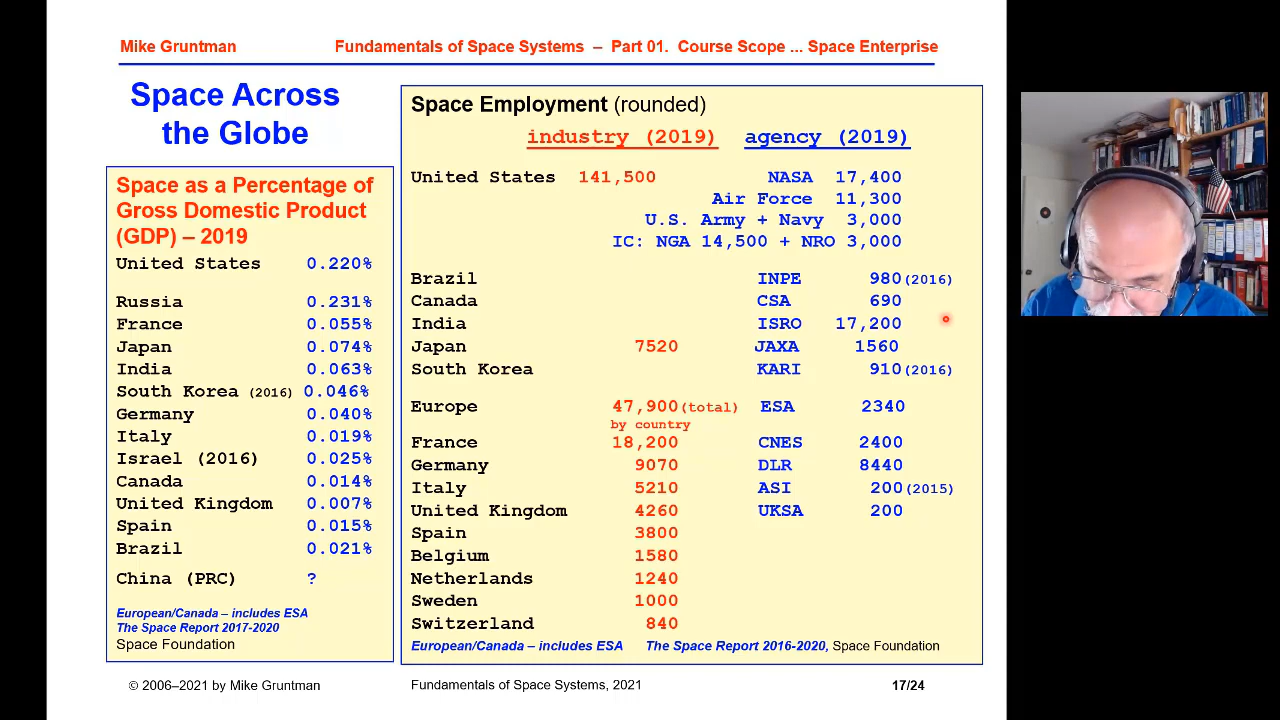 Mike Gruntman
Fundamentals of Space Systems – Part 01. Course Scope ... Space Enterprise
Space Across
the Globe
Space as a Percentage of
Gross Domestic Product
(GDP) – 2019
United States 0.220%
Russia 0.231%
France 0.055%
Japan 0.074%
India 0.063%
South Korea (2016) 0.046%
Germany 0.040%
Italy 0.019%
Israel (2016) 0.025%
Canada 0.014%
United Kingdom 0.007%
Spain 0.015%
Brazil 0.021%
China (PRC) ?
European/Canada – includes ESA
The Space Report 2017-2020
Space Foundation
Space Employment (rounded)
industry (2019) agency (2019)
United States 141,500 NASA 17,400
Air Force 11,300
U.S. Army + Navy 3,000
IC: NGA 14,500 + NRO 3,000
Brazil INPE 980 (2016)
Canada CSA 690
India ISRO 17,200
Japan 7520 JAXA 1560
South Korea KARI 910 (2016)
Europe 47,900 (total) ESA 2340
by country
France 18,200 CNES 2400
Germany 9070 DLR 8440
Italy 5210 ASI 200 (2015)
United Kingdom 4260 UKSA 200
Spain 3800
Belgium 1580
Netherlands 1240
Sweden 1000
Switzerland 840
European/Canada – includes ESA The Space Report 2016-2020, Space Foundation
© 2006–2021 by Mike Gruntman
Fundamentals of Space Systems, 2021
17/24